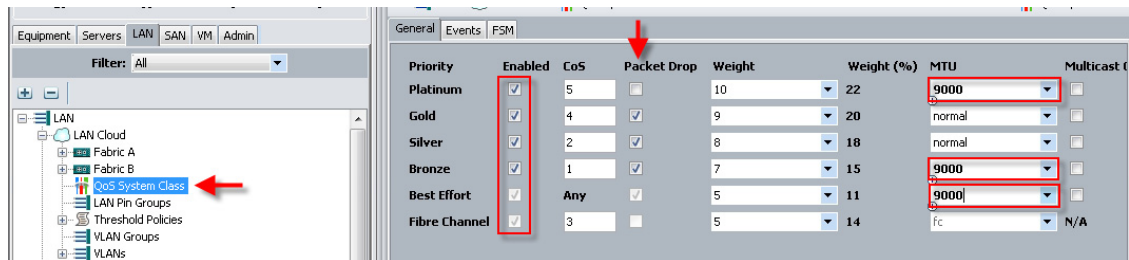 Equipment Servers LAN SAN VM Admin
Filter: All
LAN
LAN Cloud
Fabric A
Fabric B
QoS System Class
LAN Pin Groups
Threshold Policies
VLAN Groups
VLANs
General Events FSM
Priority Enabled CoS Packet Drop Weight Weight (%) MTU Multicast
Platinum 5 10 22 9000
Gold 4 9 20 normal
Silver 2 8 18 normal
Bronze 1 7 15 9000
Best Effort Any 5 11 9000
Fibre Channel 3 5 14 fc N/A